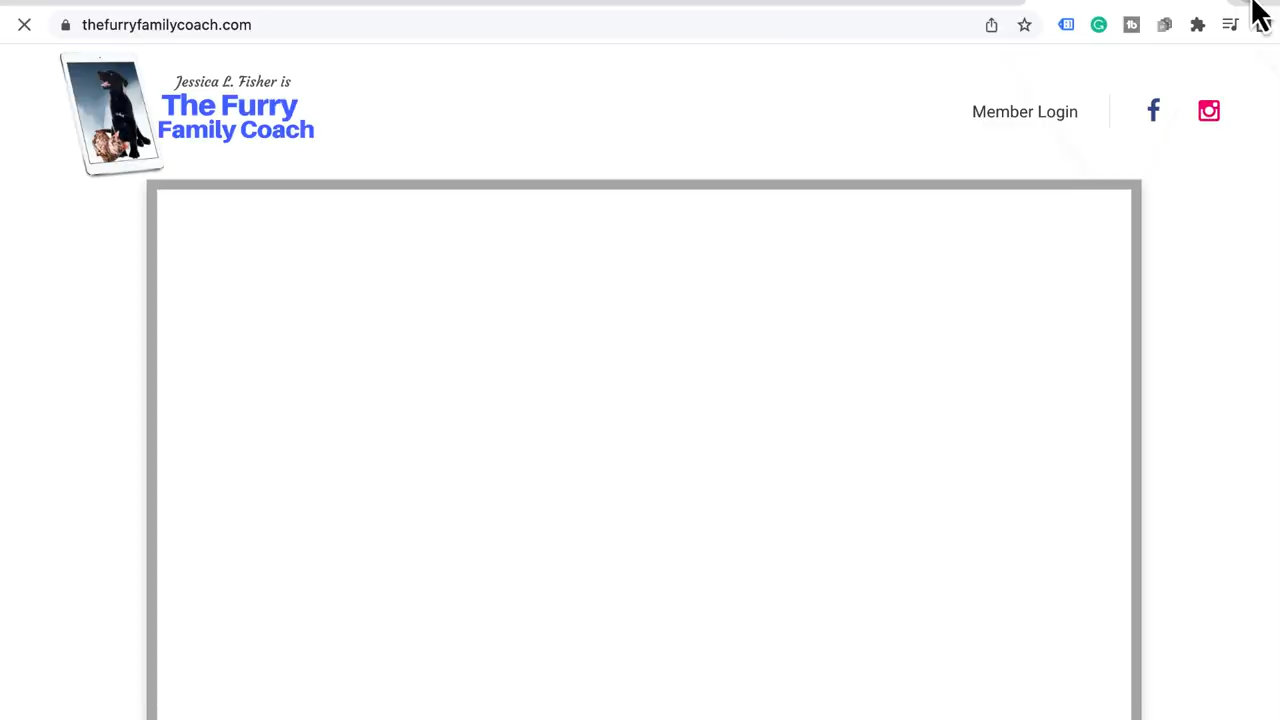 thefurryfamilycoach.com
Jessica L. Fisher is
The Furry
Family Coach
Member Login